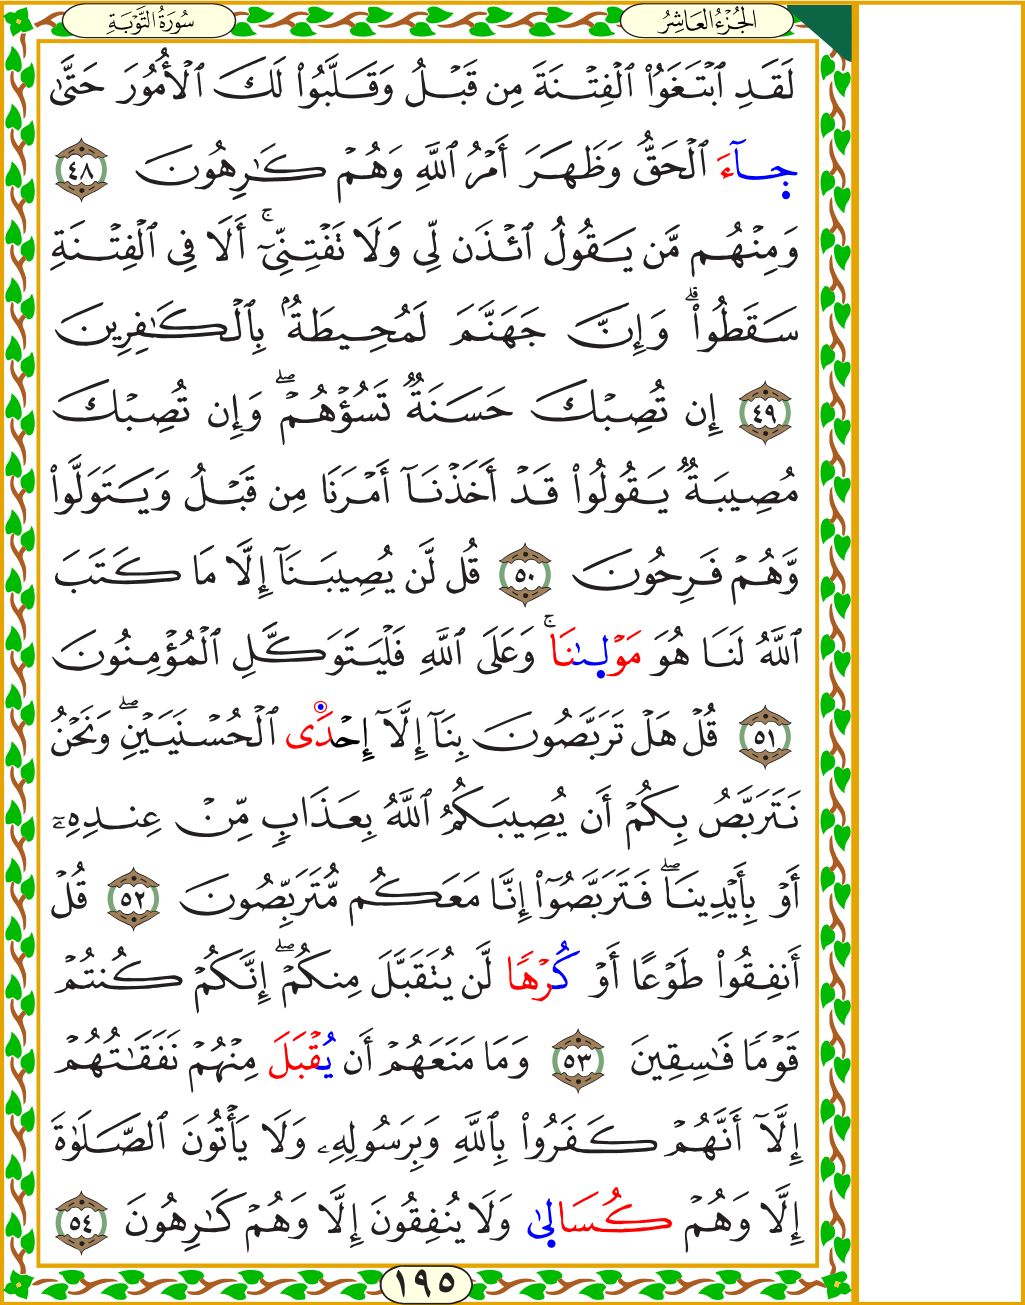 الجُزْءُ العَاشِرُ
سُورَةُ التَّوْبَةِ
لَقَدِ ٱبْتَغَوُا۟ ٱلْفِتْنَةَ مِن قَبْلُ وَقَلَّبُوا۟ لَكَ ٱلْأُمُورَ حَتَّىٰ
جَآءَ ٱلْحَقُّ وَظَهَرَ أَمْرُ ٱللَّهِ وَهُمْ كَٰرِهُونَ ٤٨
وَمِنْهُم مَّن يَقُولُ ٱئْذَن لِّى وَلَا تَفْتِنِّىٓ ۚ أَلَا فِى ٱلْفِتْنَةِ
سَقَطُوا۟ ۗ وَإِنَّ جَهَنَّمَ لَمُحِيطَةٌۢ بِٱلْكَٰفِرِينَ
٤٩ إِن تُصِبْكَ حَسَنَةٌ تَسُؤْهُمْ ۖ وَإِن تُصِبْكَ
مُصِيبَةٌ يَقُولُوا۟ قَدْ أَخَذْنَآ أَمْرَنَا مِن قَبْلُ وَيَتَوَلَّوا۟
وَّهُمْ فَرِحُونَ ٥٠ قُل لَّن يُصِيبَنَآ إِلَّا مَا كَتَبَ
ٱللَّهُ لَنَا هُوَ مَوْلَىٰنَا ۚ وَعَلَى ٱللَّهِ فَلْيَتَوَكَّلِ ٱلْمُؤْمِنُونَ
٥١ قُلْ هَلْ تَرَبَّصُونَ بِنَآ إِلَّآ إِحْدَى ٱلْحُسْنَيَيْنِ ۖ وَنَحْنُ
نَتَرَبَّصُ بِكُمْ أَن يُصِيبَكُمُ ٱللَّهُ بِعَذَابٍ مِّنْ عِندِهِۦٓ
أَوْ بِأَيْدِينَا ۖ فَتَرَبَّصُوٓا۟ إِنَّا مَعَكُم مُّتَرَبِّصُونَ ٥٢ قُلْ
أَنفِقُوا۟ طَوْعًا أَوْ كُرْهًا لَّن يُتَقَبَّلَ مِنكُمْ ۖ إِنَّكُمْ كُنتُمْ
قَوْمًا فَٰسِقِينَ ٥٣ وَمَا مَنَعَهُمْ أَن يُقْبَلَ مِنْهُمْ نَفَقَٰتُهُمْ
إِلَّآ أَنَّهُمْ كَفَرُوا۟ بِٱللَّهِ وَبِرَسُولِهِۦ وَلَا يَأْتُونَ ٱلصَّلَوٰةَ
إِلَّا وَهُمْ كُسَالَىٰ وَلَا يُنفِقُونَ إِلَّا وَهُمْ كَٰرِهُونَ ٥٤
١٩٥